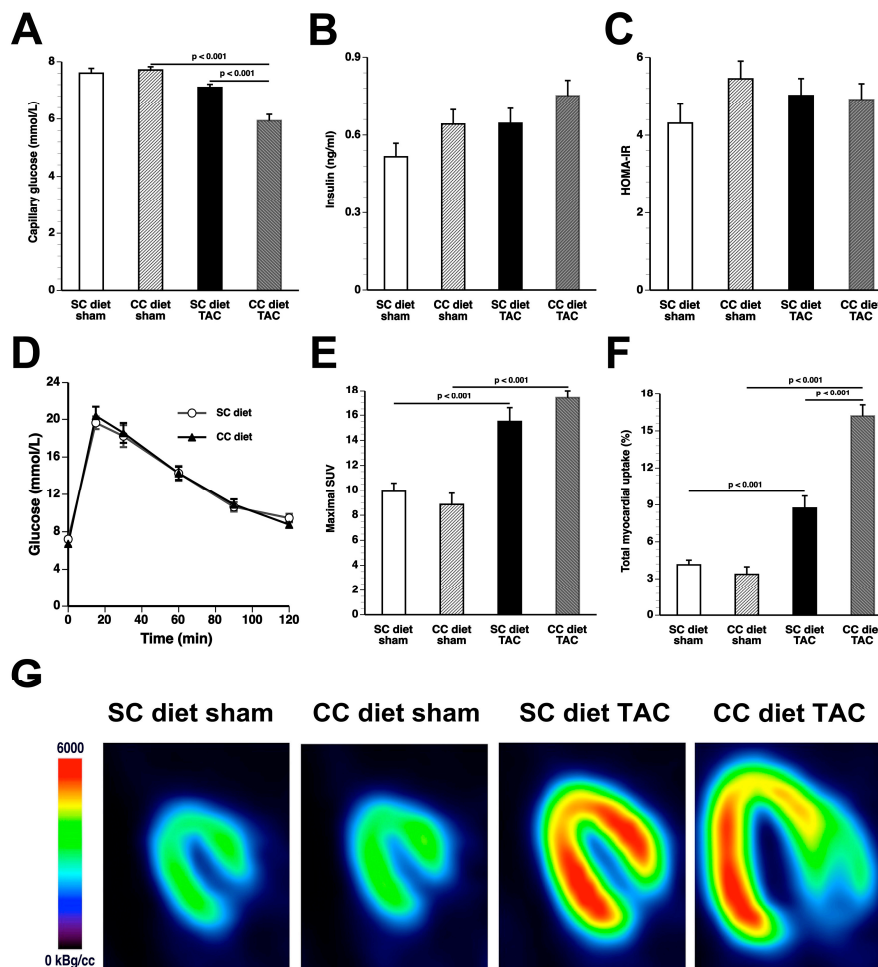 A
B
C
8
p < 0.001
p < 0.001
6
4
2
0
Capillary glucose (mmol/L)
SC diet sham
CC diet sham
SC diet TAC
CC diet TAC
0.9
0.6
0.3
0
Insulin (ng/ml)
SC diet sham
CC diet sham
SC diet TAC
CC diet TAC
6
4
2
0
HOMA-IR
SC diet sham
CC diet sham
SC diet TAC
CC diet TAC
D
E
F
24
20
16
12
8
4
0
Glucose (mmol/L)
SC diet
CC diet
0 20 40 60 80 100 120
Time (min)
18
16
14
12
10
8
6
4
2
0
Maximal SUV
p < 0.001
p < 0.001
SC diet sham
CC diet sham
SC diet TAC
CC diet TAC
18
15
12
9
6
3
0
Total myocardial uptake (%)
p < 0.001
p < 0.001
p < 0.001
SC diet sham
CC diet sham
SC diet TAC
CC diet TAC
G
SC diet sham CC diet sham SC diet TAC CC diet TAC
6000
0 kBg/cc